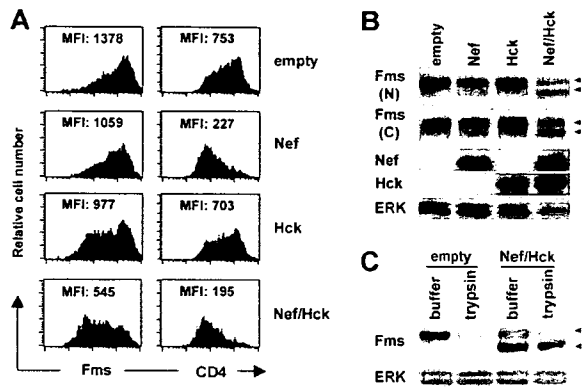 A
MFI: 1378
MFI: 753
empty
MFI: 1059
MFI: 227
Nef
MFI: 977
MFI: 703
Hck
MFI: 545
MFI: 195
Nef/Hck
Relative cell number
Fms
CD4
B
empty
Nef
Hck
Nef/Hck
Fms
(N)
Fms
(C)
Nef
Hck
ERK
C
empty
Nef/Hck
buffer
trypsin
buffer
trypsin
Fms
ERK